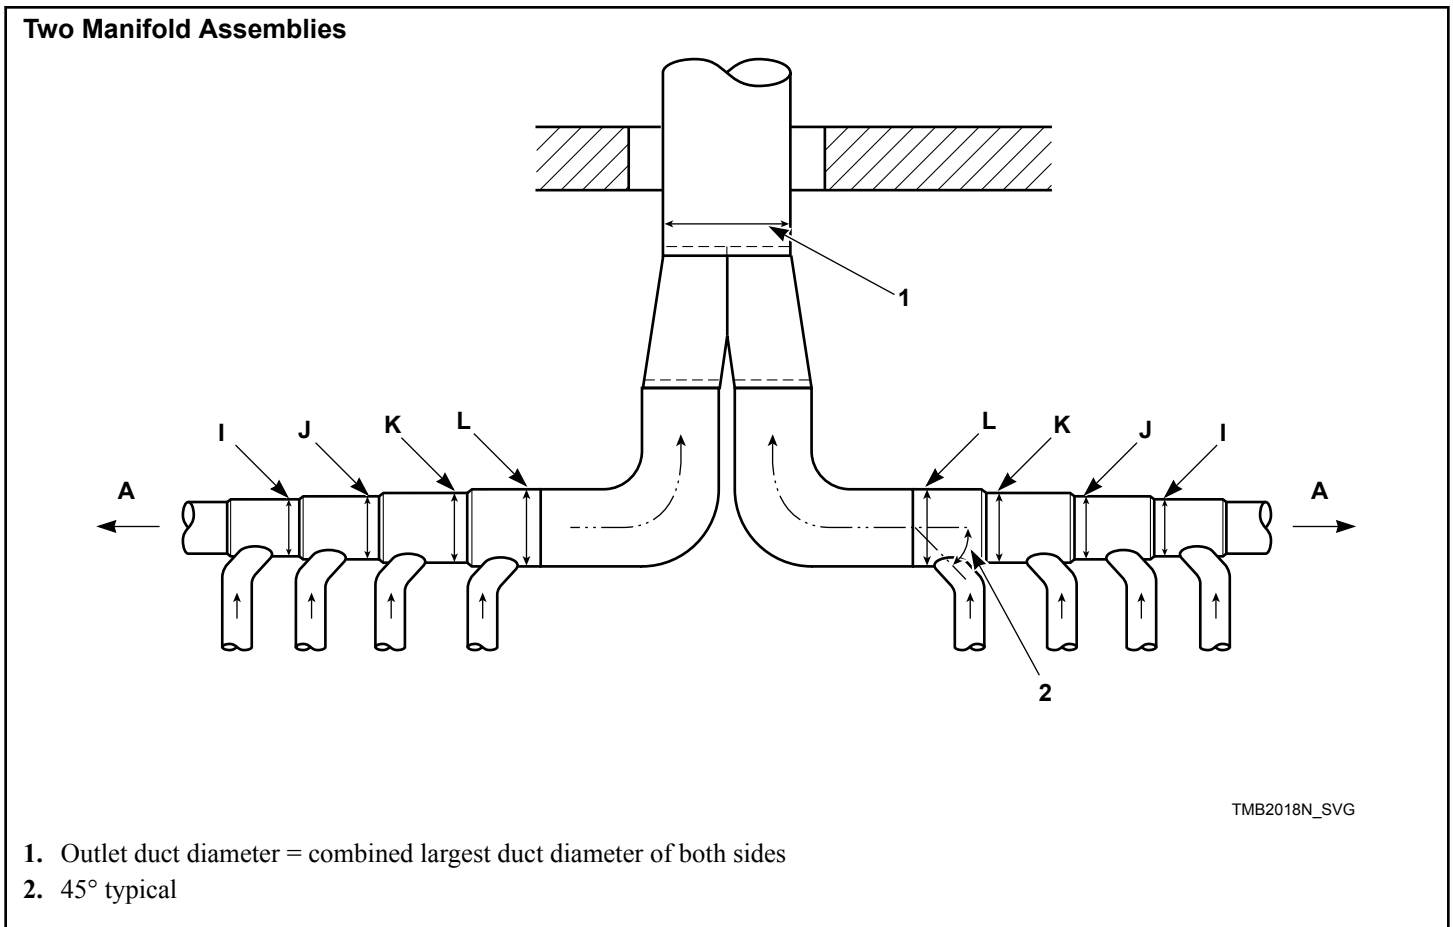 Two Manifold Assemblies
1
I
J
K
L
L
K
J
I
A
A
2
TMB2018N_SVG
1. Outlet duct diameter = combined largest duct diameter of both sides
2. 45° typical